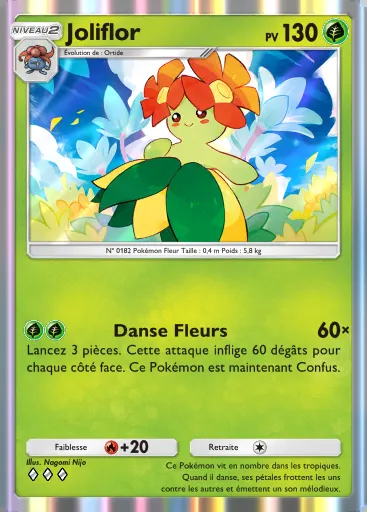 NIVEAU 2
Joliflor
PV 130
Évolution de : Ortide
N° 0182 Pokémon Fleur Taille : 0,4 m Poids : 5,8 kg
Danse Fleurs 60×
Lancez 3 pièces. Cette attaque inflige 60 dégâts pour
chaque côté face. Ce Pokémon est maintenant Confus.
Faiblesse +20 Retraite
Illus. Nagomi Nijo
Ce Pokémon vit en nombre dans les tropiques.
Quand il danse, ses pétales frottent les uns
contre les autres et émettent un son mélodieux.